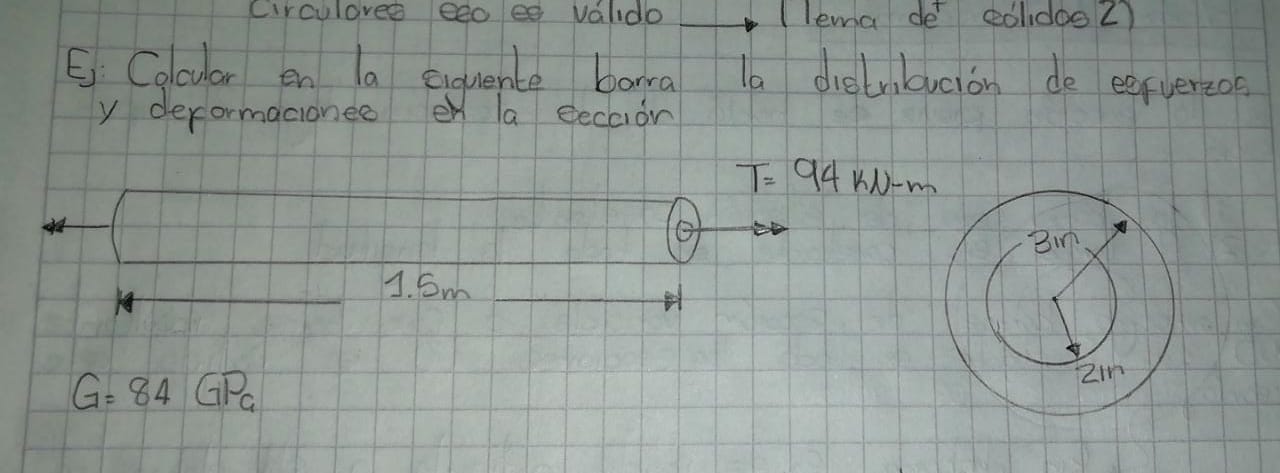 Circulares eso es válido → (Tema de sólidos 2)
Ej: Calcular en la siguiente barra la distribución de esfuerzos
y deformaciones en la sección
T= 94 KN-m
3in
1.5m
2in
G= 84 GPa